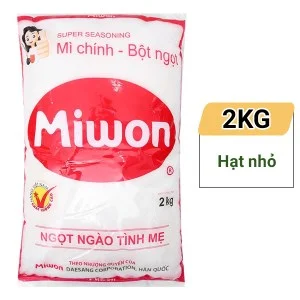 SUPER SEASONING
Mì chính - Bột ngọt
Miwon
®
2kg
NGỌT NGÀO TÌNH MẸ
THEO NHƯỢNG QUYỀN CỦA
MIWON DAESANG CORPORATION, HÀN QUỐC
2KG
Hạt nhỏ